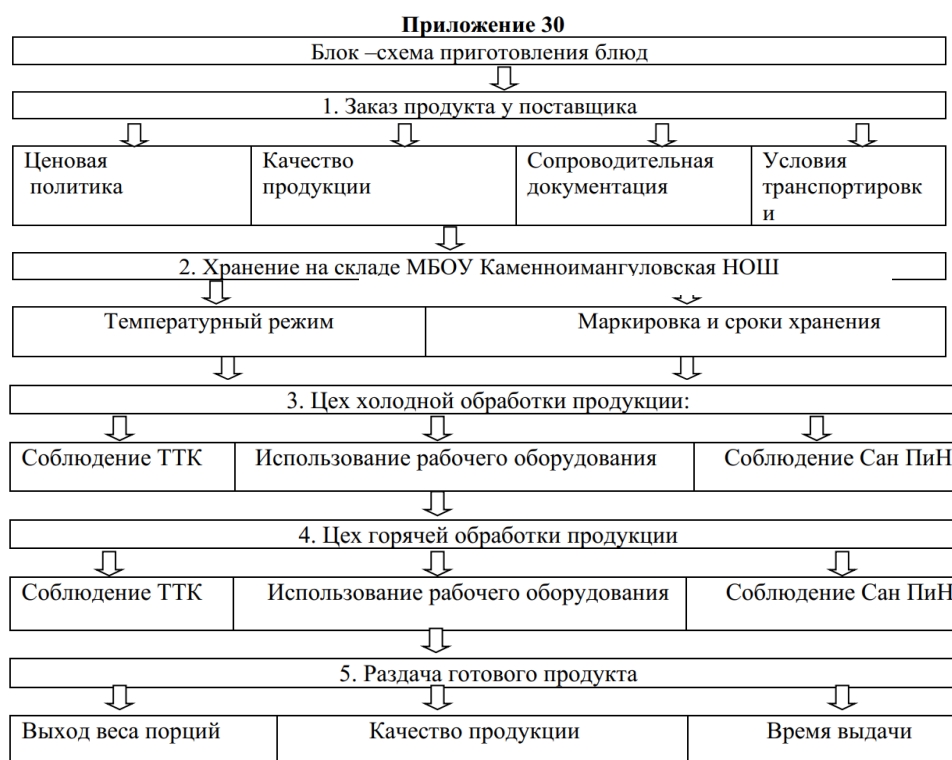 Приложение 30
Блок –схема приготовления блюд
1. Заказ продукта у поставщика
Ценовая
политика
Качество
продукции
Сопроводительная
документация
Условия
транспортировк
и
2. Хранение на складе МБОУ Каменноимангуловская НОШ
Температурный режим
Маркировка и сроки хранения
3. Цех холодной обработки продукции:
Соблюдение ТТК
Использование рабочего оборудования
Соблюдение Сан ПиН
4. Цех горячей обработки продукции
Соблюдение ТТК
Использование рабочего оборудования
Соблюдение Сан ПиН
5. Раздача готового продукта
Выход веса порций
Качество продукции
Время выдачи